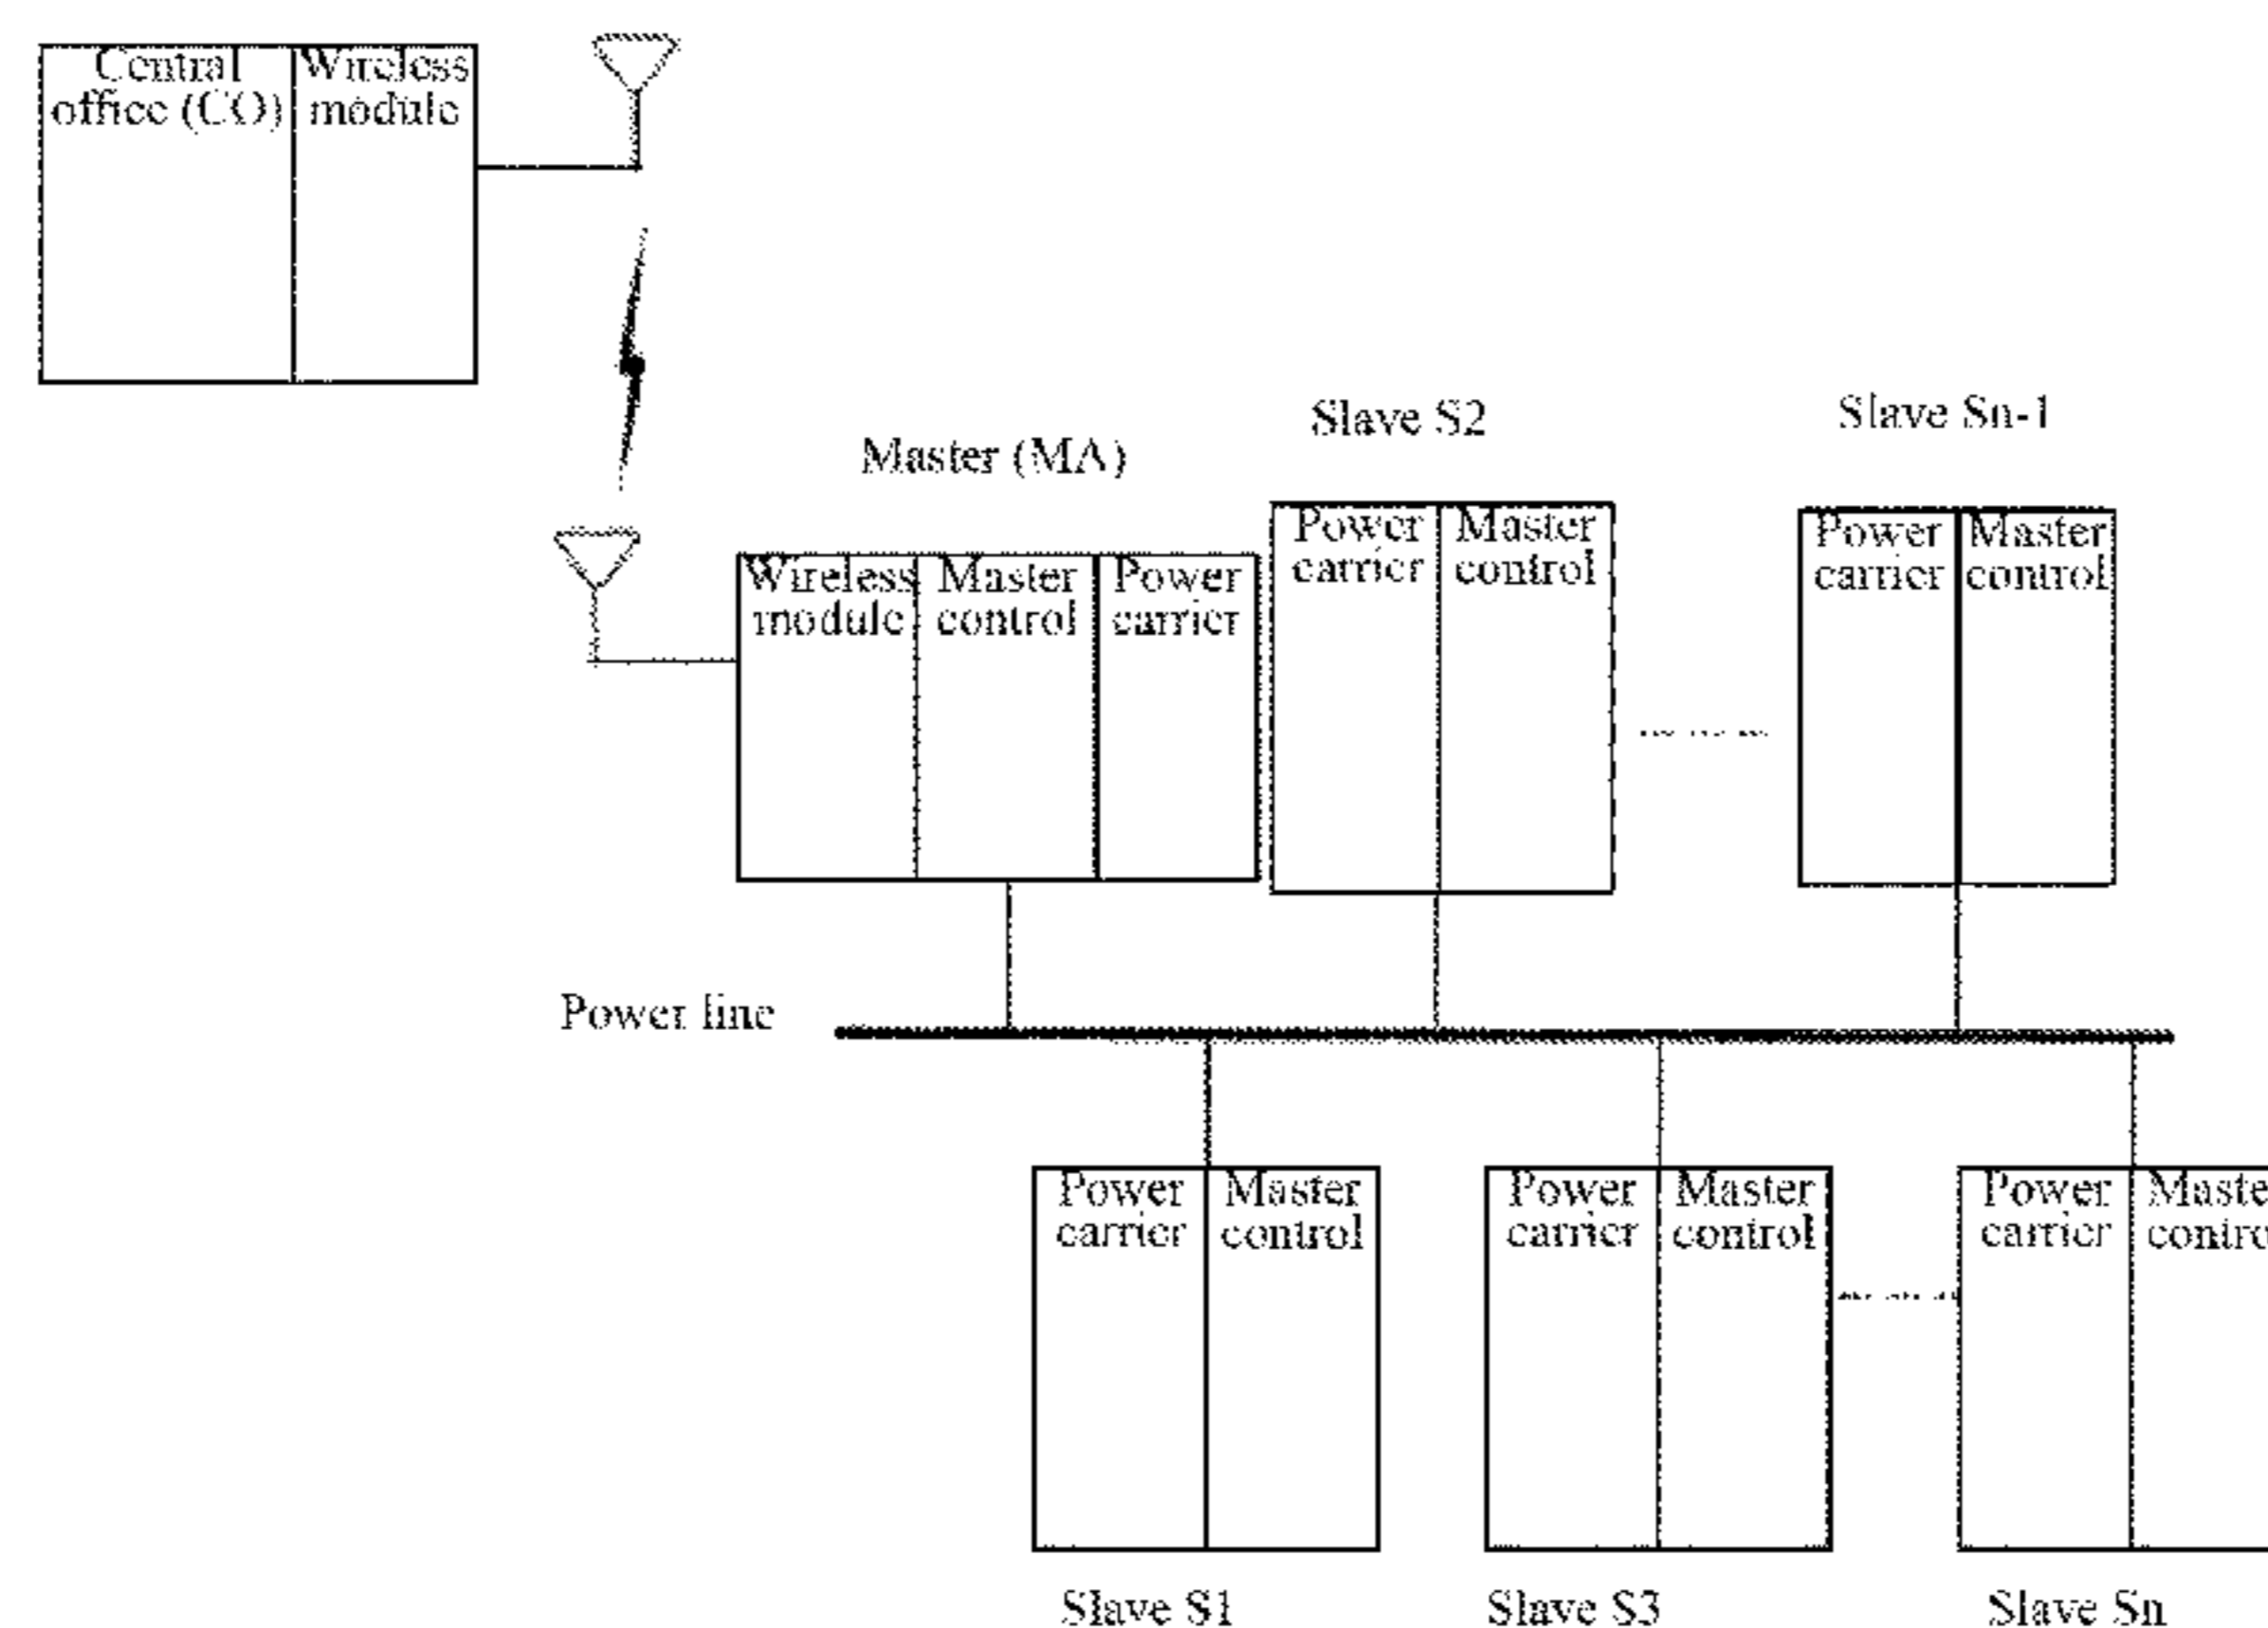 Central
office (CO)
Wireless
module
Master (MA)
Slave S2
Slave Sn-1
Wireless
module
Master
control
Power
carrier
Power
carrier
Master
control
Power
carrier
Master
control
Power line
Power
carrier
Master
control
Power
carrier
Master
control
Power
carrier
Maste
contro
Slave S1
Slave S3
Slave Sn